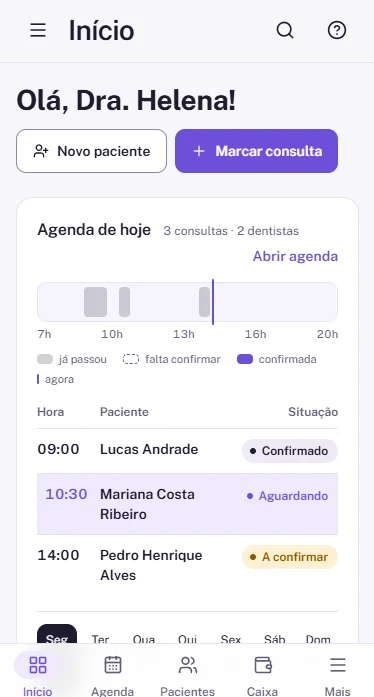 Início
Olá, Dra. Helena!
Novo paciente
Marcar consulta
Agenda de hoje 3 consultas · 2 dentistas
Abrir agenda
7h 10h 13h 16h 20h
já passou falta confirmar confirmada
agora
Hora Paciente Situação
09:00 Lucas Andrade Confirmado
10:30 Mariana Costa Aguardando
Ribeiro
14:00 Pedro Henrique A confirmar
Alves
Seg Ter Qua Qui Sex Sáb Dom
Início Agenda Pacientes Caixa Mais